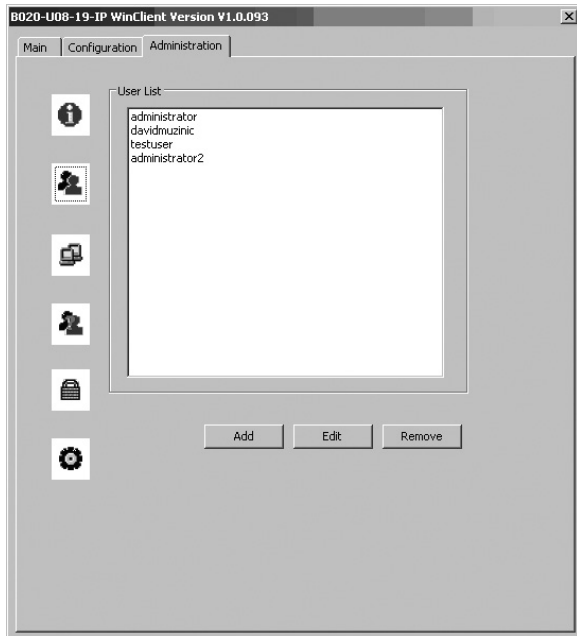 B020-U08-19-IP WinClient Version V1.0.093
Main Configuration Administration
User List
administrator
davidmuzinic
testuser
administrator2
Add Edit Remove